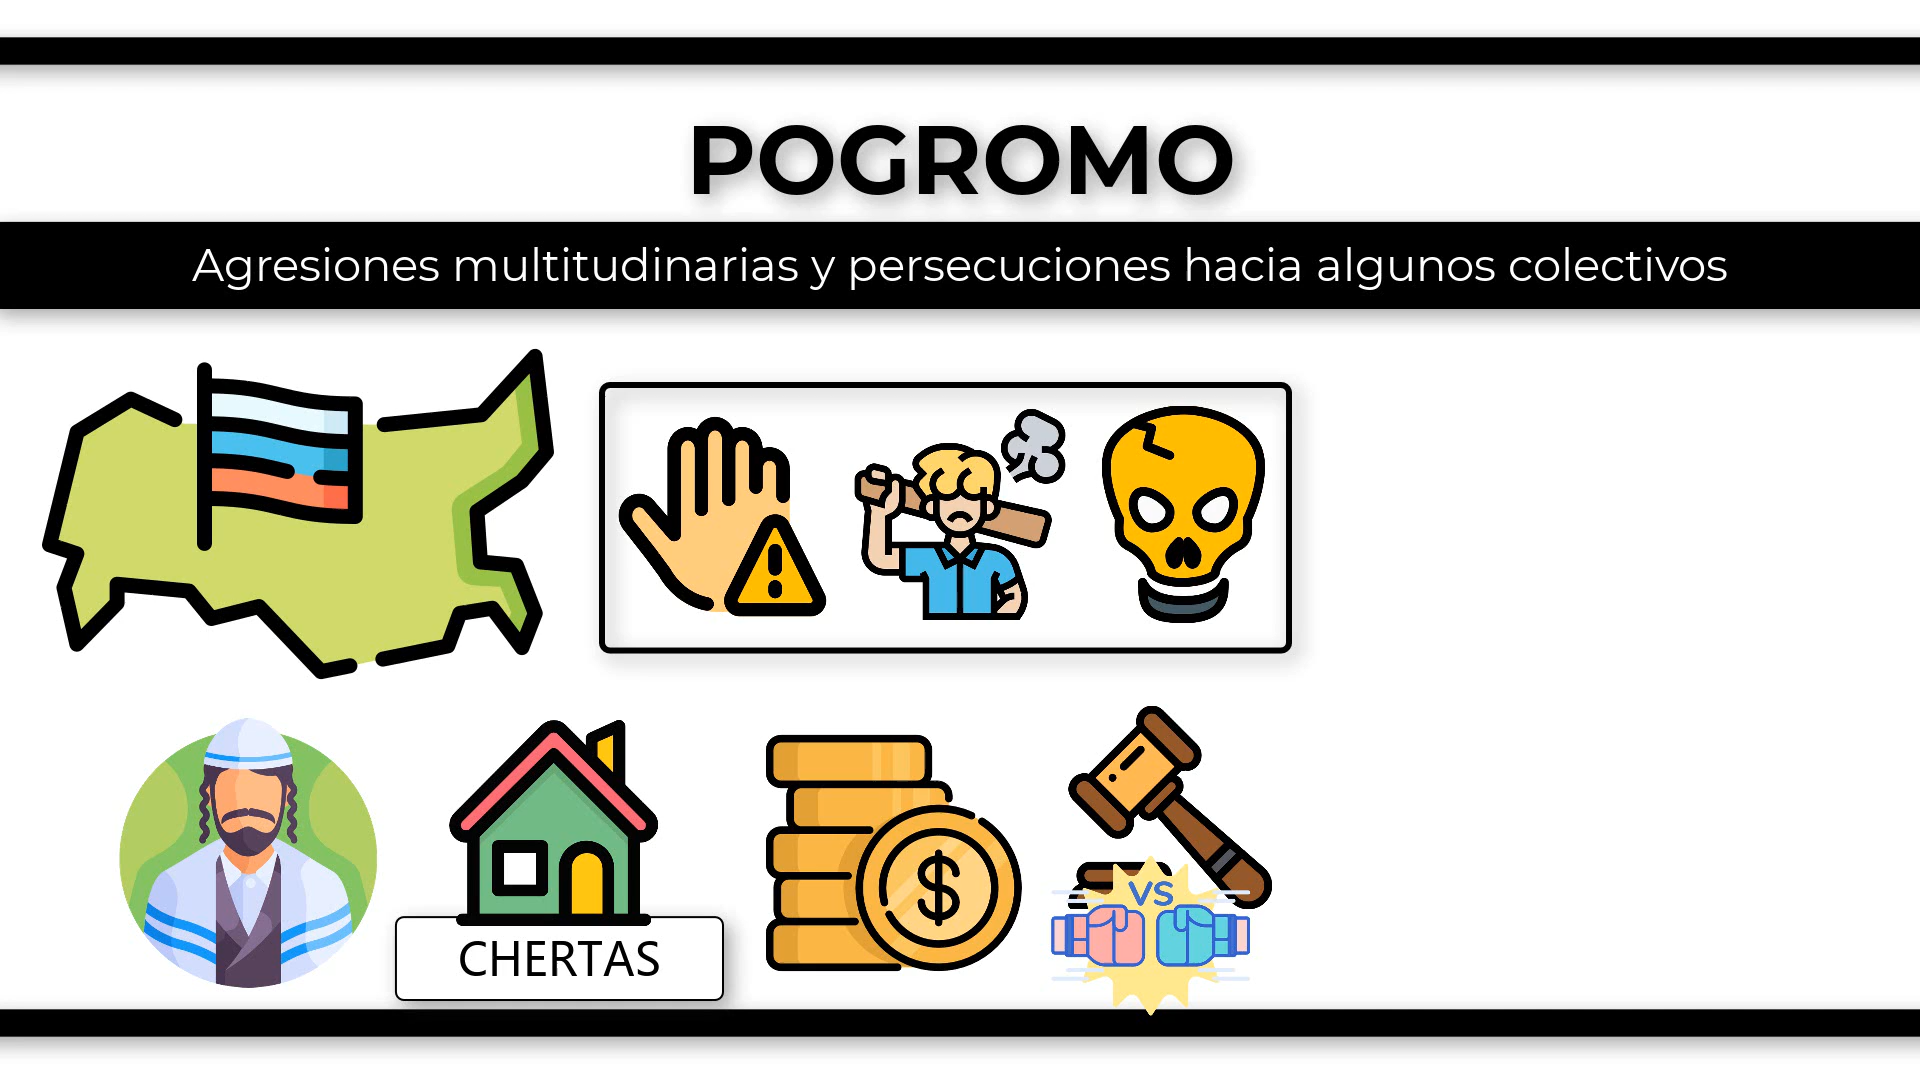 POGROMO
Agresiones multitudinarias y persecuciones hacia algunos colectivos
CHERTAS
$
VS